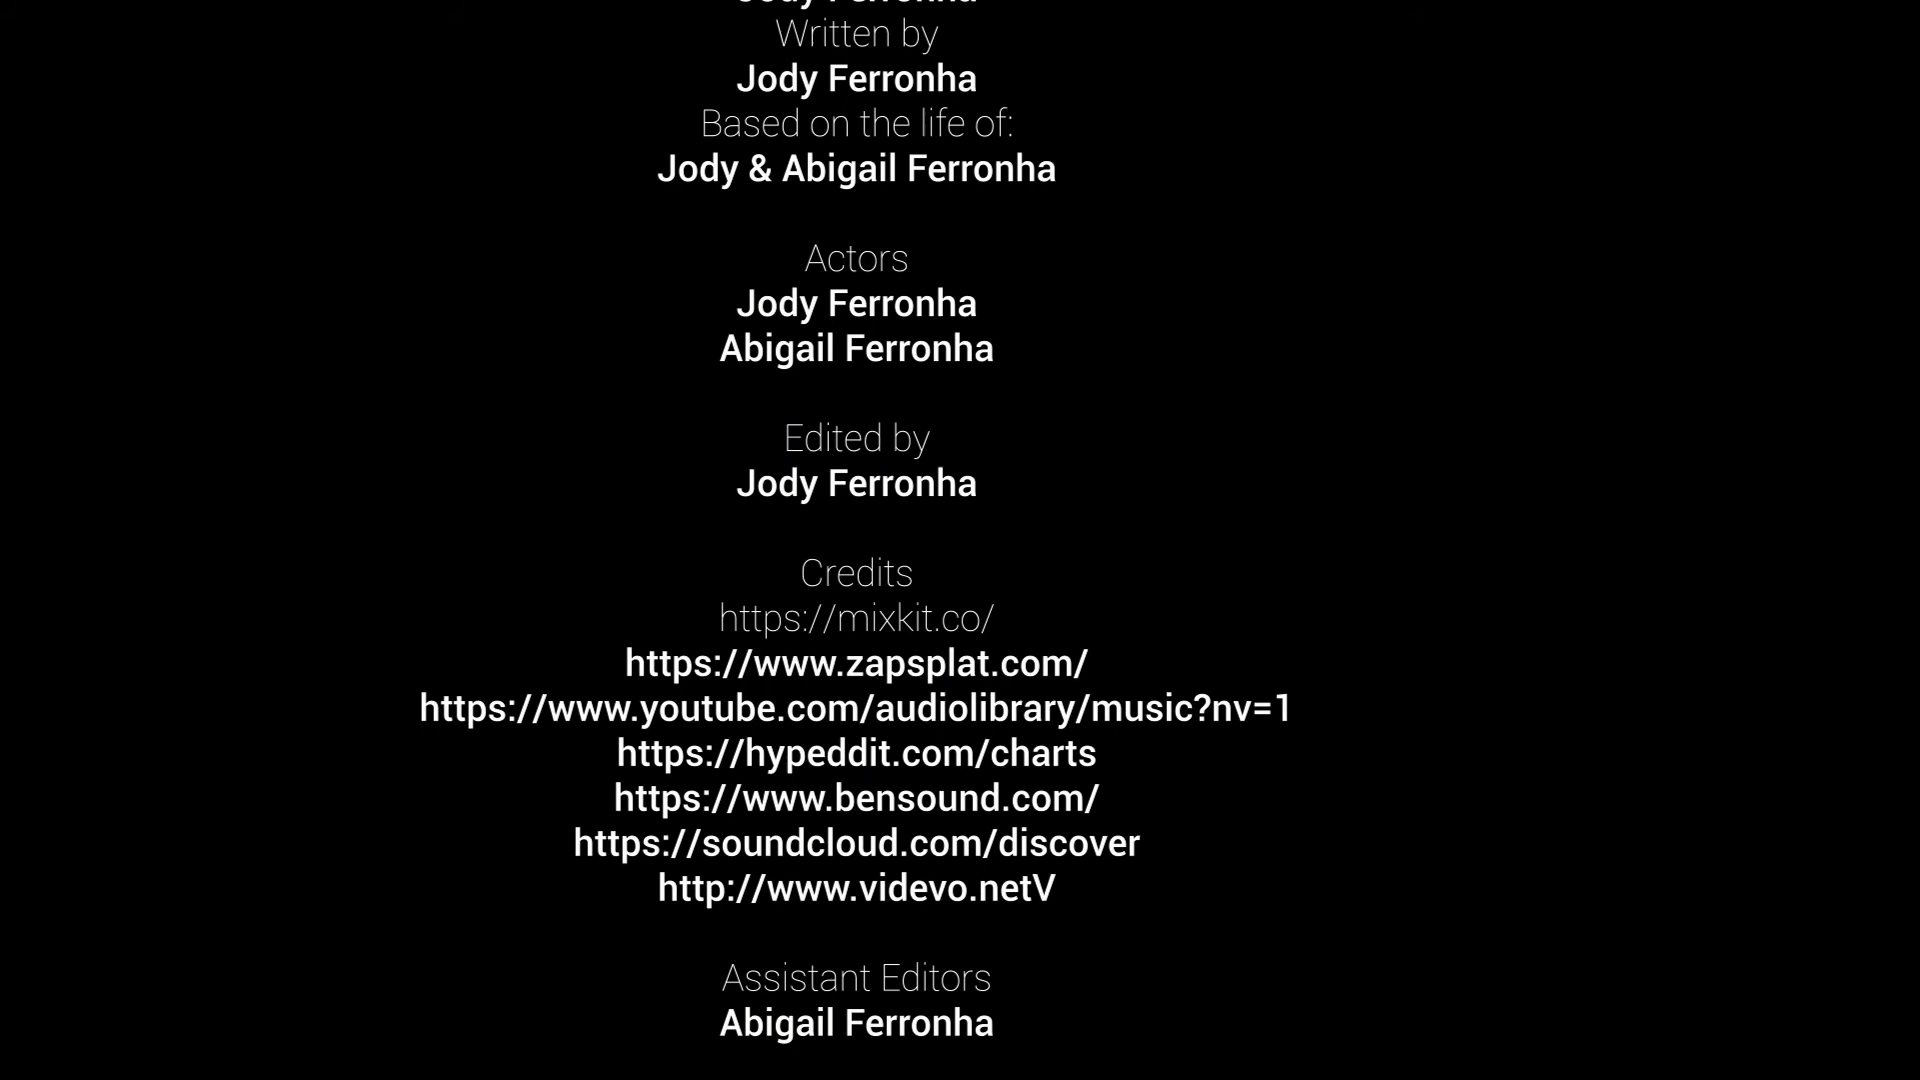 Jody Ferronha
Written by
Jody Ferronha
Based on the life of:
Jody & Abigail Ferronha
Actors
Jody Ferronha
Abigail Ferronha
Edited by
Jody Ferronha
Credits
https://mixkit.co/
https://www.zapsplat.com/
https://www.youtube.com/audiolibrary/music?nv=1
https://hypeddit.com/charts
https://www.bensound.com/
https://soundcloud.com/discover
http://www.videvo.netV
Assistant Editors
Abigail Ferronha